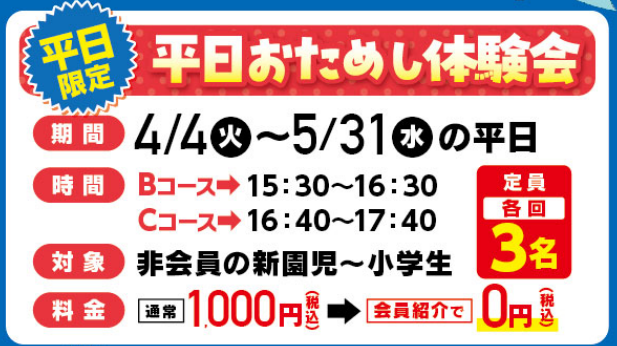 平日限定
平日おためし体験会
期間 4/4火〜5/31水の平日
時間 Bコース➡15:30〜16:30
Cコース➡16:40〜17:40
定員
各回
3名
対象 非会員の新園児〜小学生
料金 通常 1,000円(税込)➡会員紹介で 0円(税込)